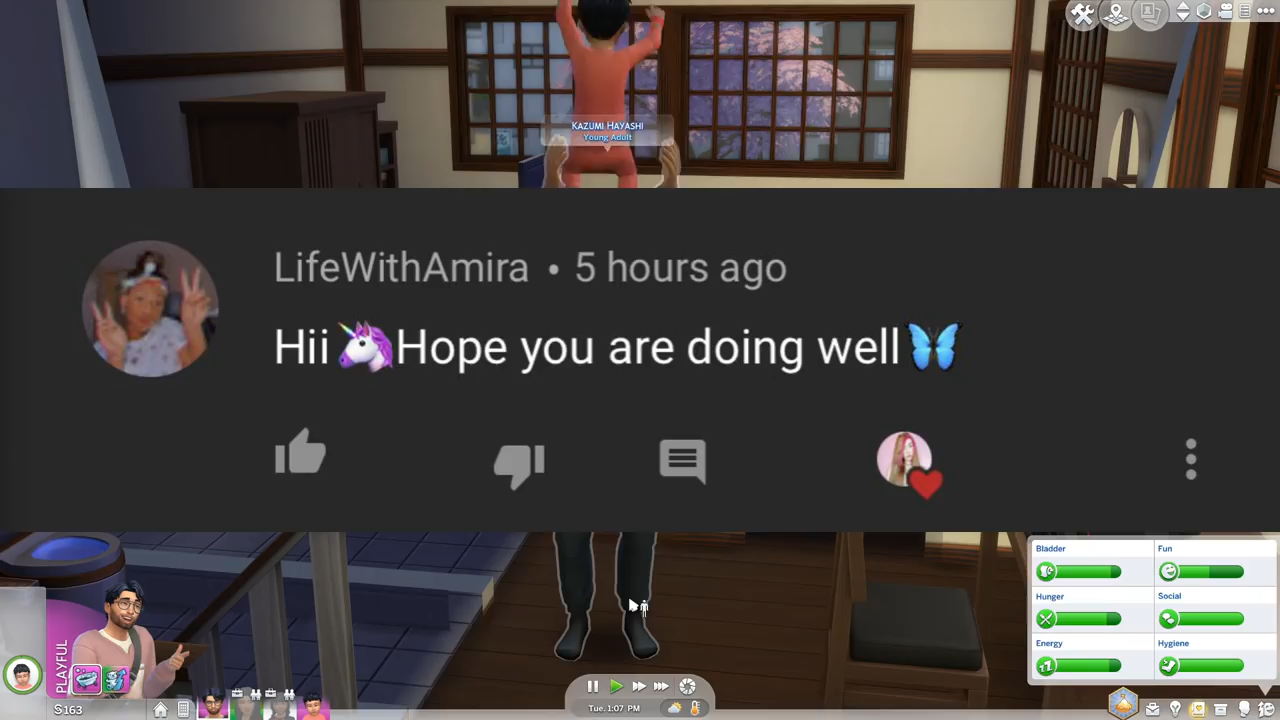 KAZUMI HAYASHI
Young Adult
LifeWithAmira • 5 hours ago
Hii🦄Hope you are doing well🦋
Bladder
Fun
Hunger
Social
Energy
Hygiene
PLAYFUL
§163
Tue. 1:07 PM